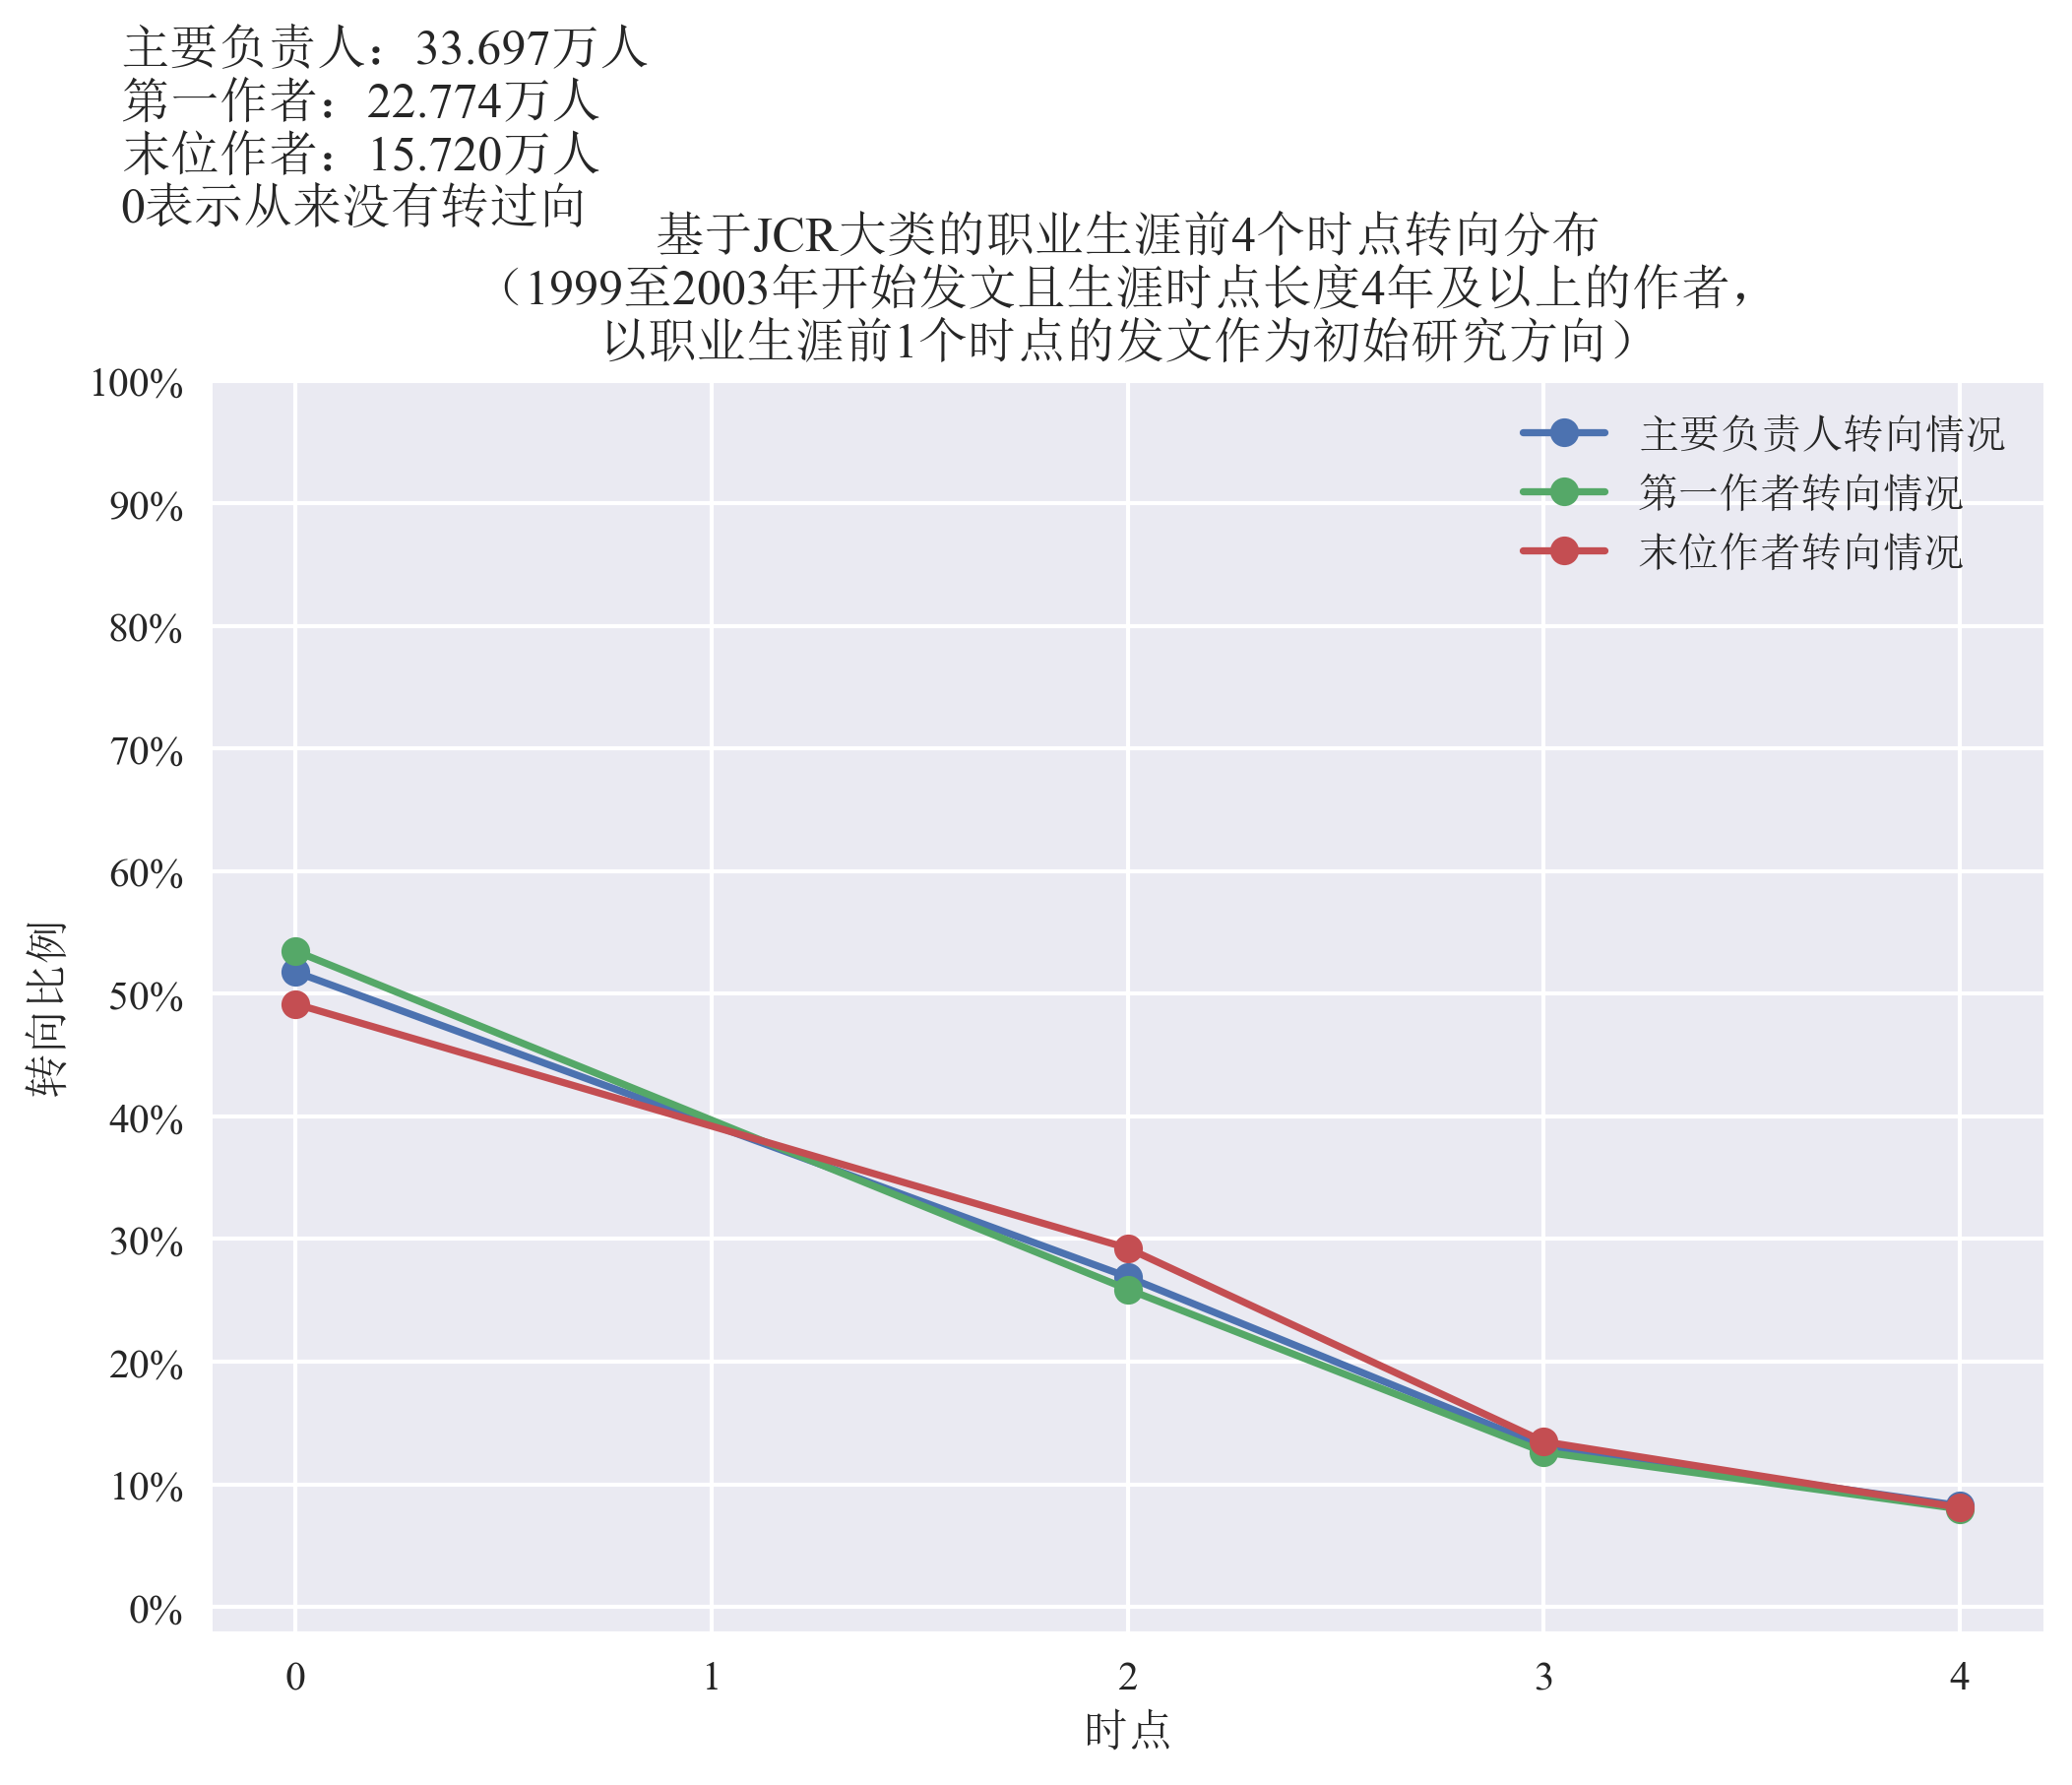 主要负责人：33.697万人
第一作者：22.774万人
末位作者：15.720万人
0表示从来没有转过向
基于JCR大类的职业生涯前4个时点转向分布
（1999至2003年开始发文且生涯时点长度4年及以上的作者，
以职业生涯前1个时点的发文作为初始研究方向）
主要负责人转向情况
第一作者转向情况
末位作者转向情况
100%
90%
80%
70%
60%
50%
40%
30%
20%
10%
0%
转向比例
0 1 2 3 4
时点